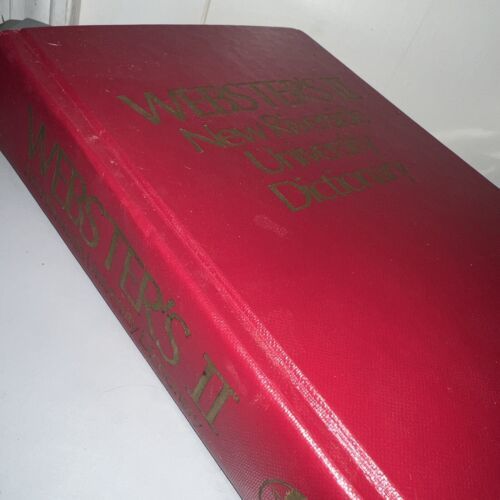 WEBSTER'S II
New Riverside
University
Dictionary
WEBSTER'S II